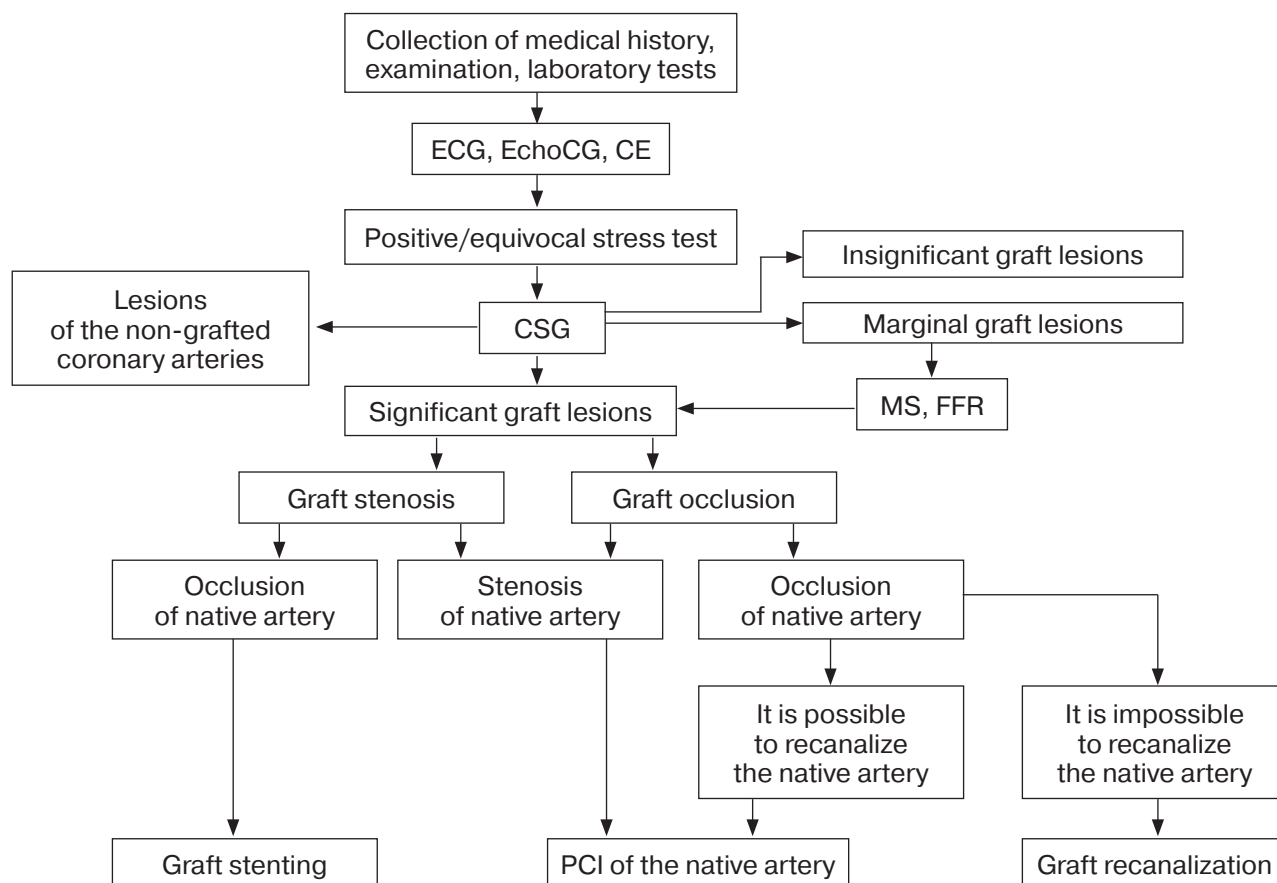 Collection of medical history,
examination, laboratory tests
ECG, EchoCG, CE
Positive/equivocal stress test
Insignificant graft lesions
Lesions
of the non-grafted
coronary arteries
CSG
Marginal graft lesions
Significant graft lesions
MS, FFR
Graft stenosis
Graft occlusion
Occlusion
of native artery
Stenosis
of native artery
Occlusion
of native artery
It is possible
to recanalize
the native artery
It is impossible
to recanalize
the native artery
Graft stenting
PCI of the native artery
Graft recanalization